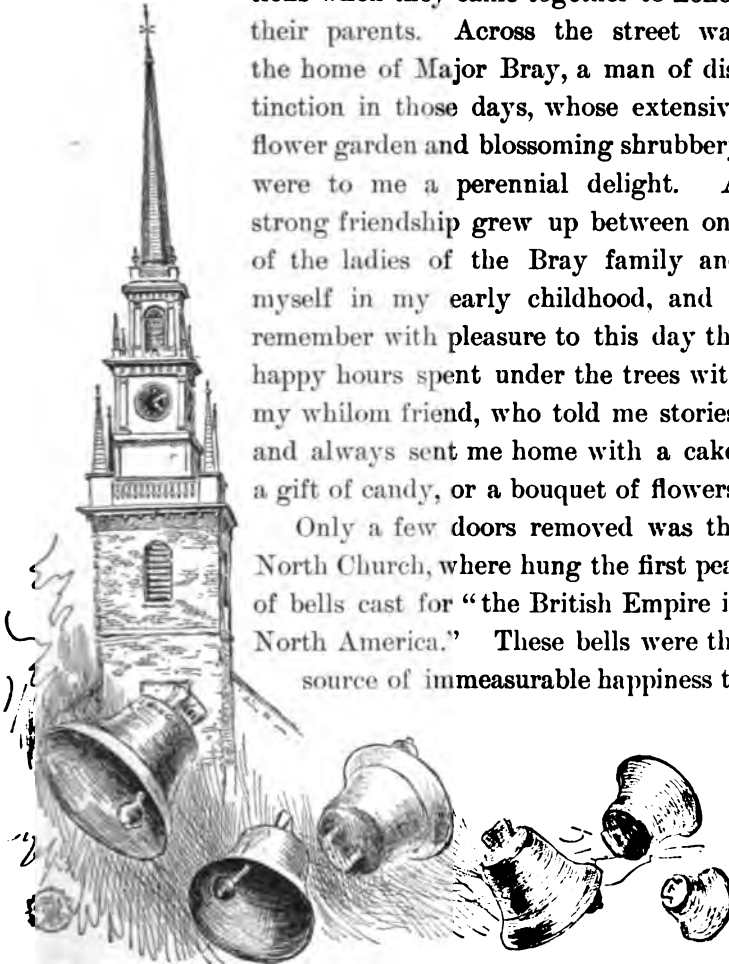 their parents. Across the street wa
the home of Major Bray, a man of dis
tinction in those days, whose extensiv
flower garden and blossoming shrubbery
were to me a perennial delight. A
strong friendship grew up between on
of the ladies of the Bray family an
myself in my early childhood, and
remember with pleasure to this day th
happy hours spent under the trees wit
my whilom friend, who told me stories
and always sent me home with a cake
a gift of candy, or a bouquet of flowers
Only a few doors removed was th
North Church, where hung the first pea
of bells cast for "the British Empire i
North America." These bells were th
source of immeasurable happiness t